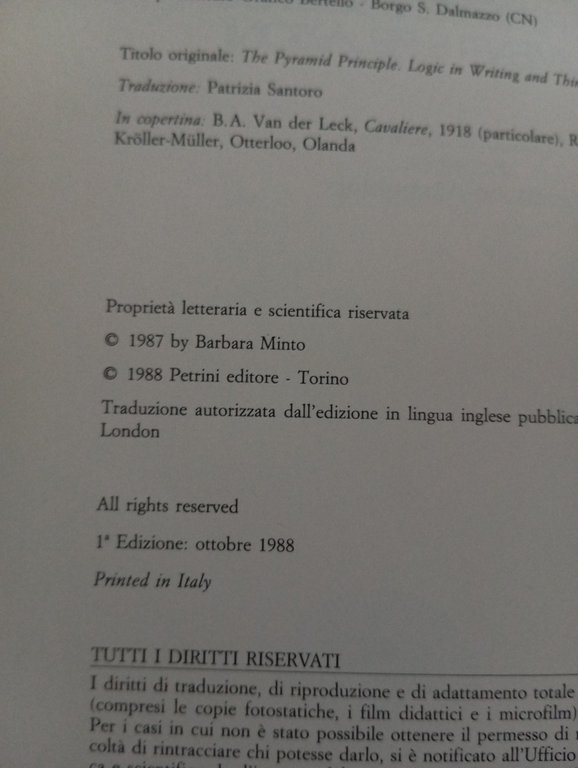 Grafico Bertello - Borgo S. Dalmazzo (CN)
Titolo originale: The Pyramid Principle. Logic in Writing and
Traduzione: Patrizia Santoro
In copertina: B.A. Van der Leck, Cavaliere, 1918 (particolare),
Kröller-Müller, Otterloo, Olanda
Proprietà letteraria e scientifica riservata
© 1987 by Barbara Minto
© 1988 Petrini editore - Torino
Traduzione autorizzata dall'edizione in lingua inglese
London
All rights reserved
1ª Edizione: ottobre 1988
Printed in Italy
TUTTI I DIRITTI RISERVATI
I diritti di traduzione, di riproduzione e di adattamento totale
(compresi le copie fotostatiche, i film didattici e i microfilm)
Per i casi in cui non è stato possibile ottenere il permesso di
coltà di rintracciare chi potesse darlo, si è notificato all'Ufficio